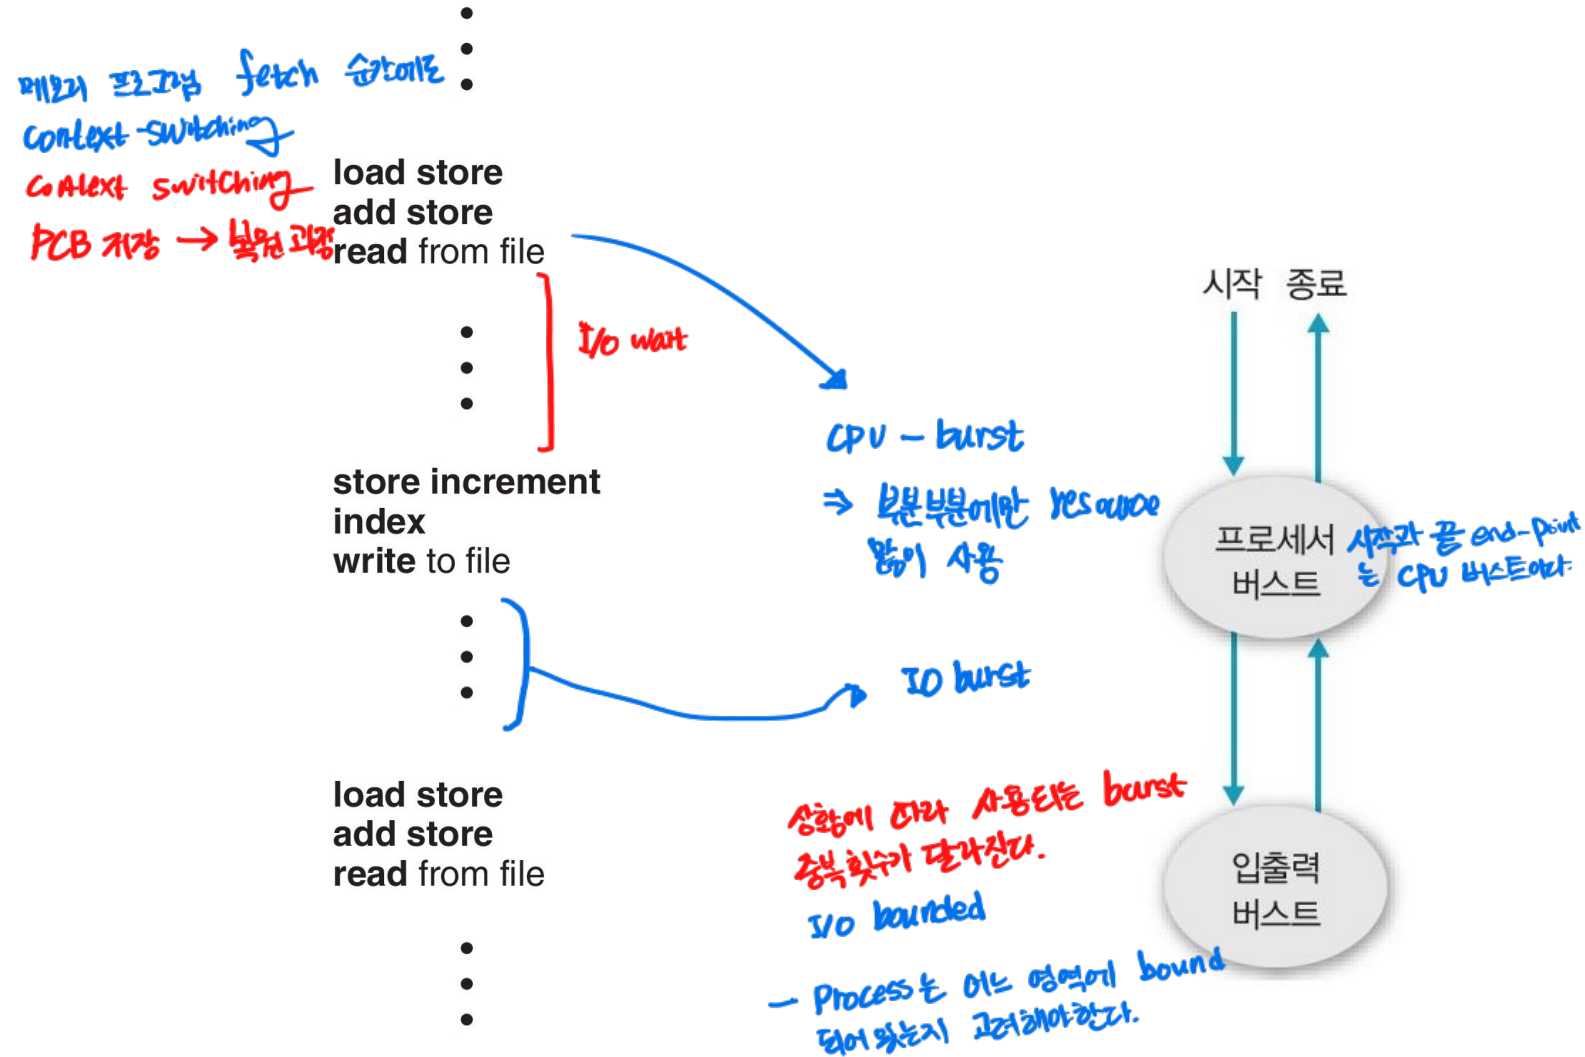 메모리 프로그램 fetch 순간에도
context-switching
context switching
PCB 저장 → 복원 과정
load store
add store
read from file
I/O wait
store increment
index
write to file
load store
add store
read from file
CPU - burst
⇒ 부분부분에만 resource
많이 사용
IO burst
상황에 따라 사용되는 burst
중복 횟수가 달라진다.
I/O bounded
- Process는 어느 영역에 bound
되어 있는지 고려해야한다.
시작 종료
프로세서
버스트
시작과 끝 end-point
는 CPU 버스트이다.
입출력
버스트